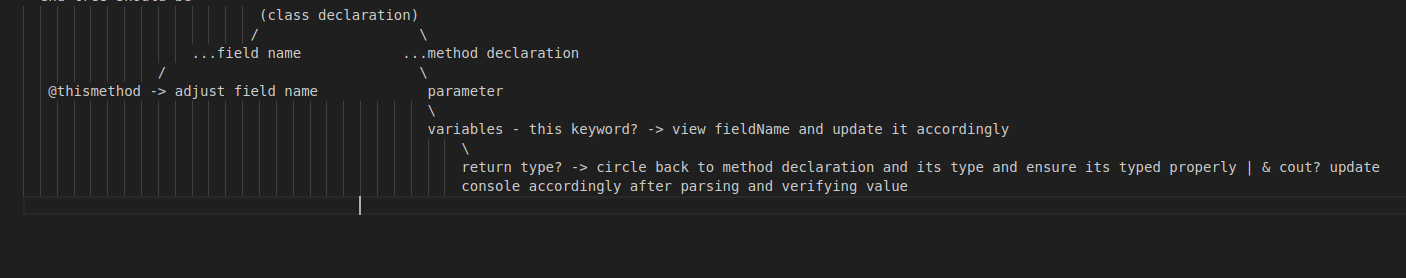 (class declaration)
/ \
...field name ...method declaration
/ \
@thismethod -> adjust field name parameter
\
variables - this keyword? -> view fieldName and update it accordingly
\
return type? -> circle back to method declaration and its type and ensure its typed properly | & cout? update
console accordingly after parsing and verifying value